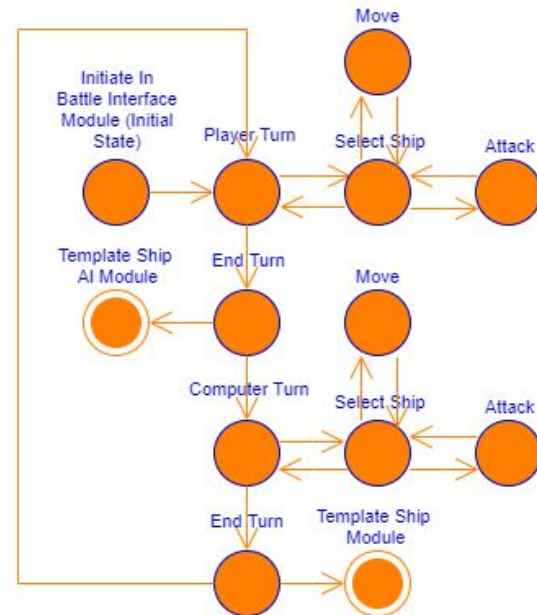 Move
Initiate In
Battle Interface
Module (Initial
State)
Player Turn
Select Ship
Attack
Template Ship
AI Module
End Turn
Move
Computer Turn
Select Ship
Attack
End Turn
Template Ship
Module